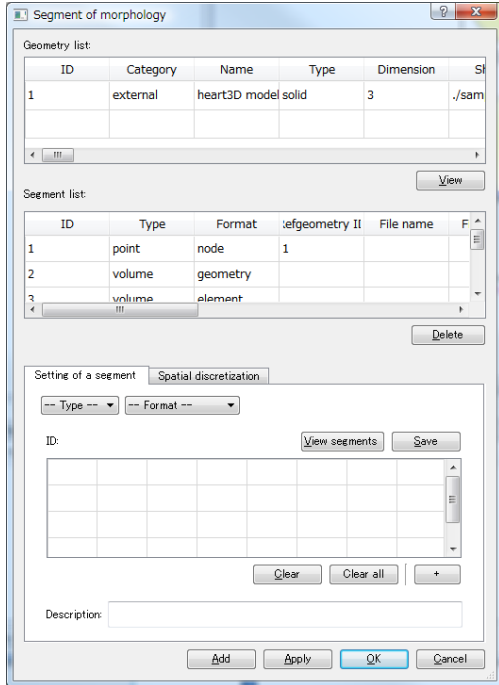 Segment of morphology
Geometry list:
ID Category Name Type Dimension
1 external heart3D model solid 3 ./sam
View
Segment list:
ID Type Format efgeometry File name F
1 point node 1
2 volume geometry
3 volume element
Delete
Setting of a segment Spatial discretization
-- Type -- -- Format --
ID: View segments Save
Clear Clear all +
Description:
Add Apply OK Cancel